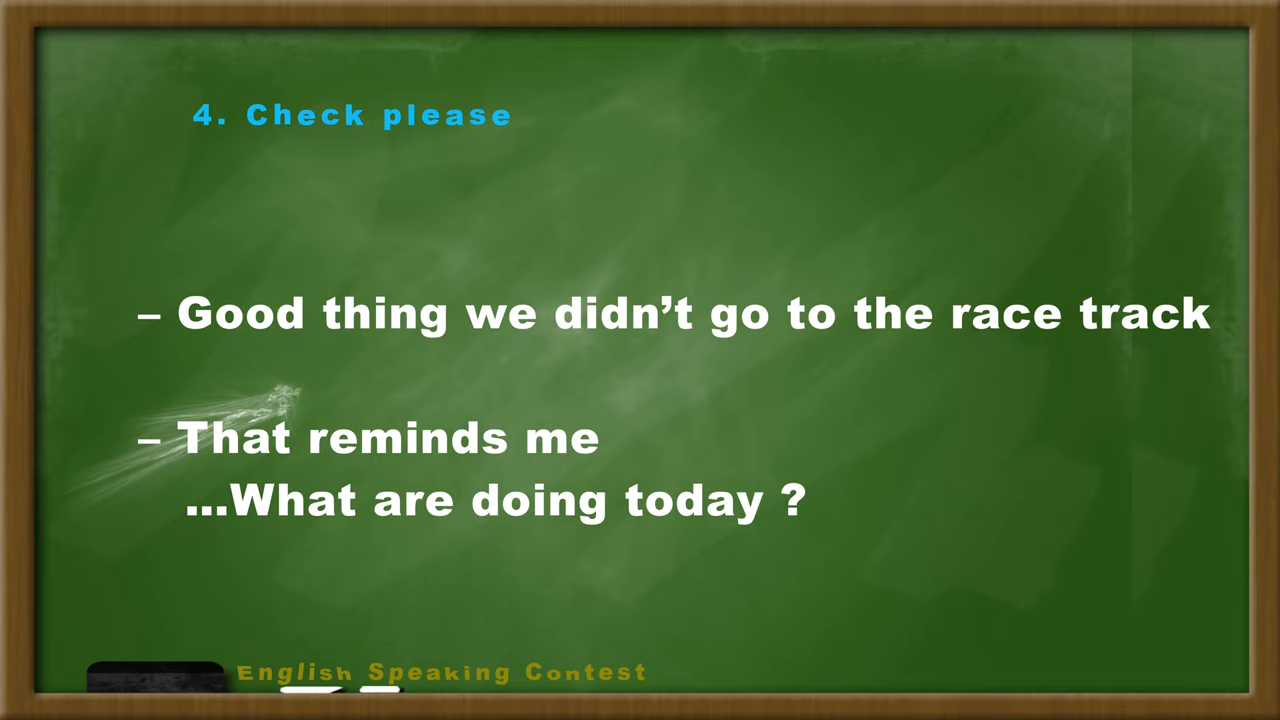 4. Check please
– Good thing we didn’t go to the race track
– That reminds me
...What are doing today ?
English Speaking Contest